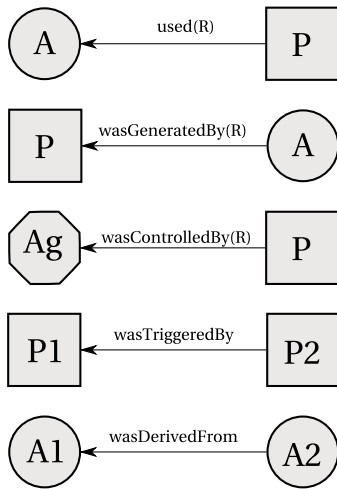 A used(R) P
P wasGeneratedBy(R) A
Ag wasControlledBy(R) P
P1 wasTriggeredBy P2
A1 wasDerivedFrom A2